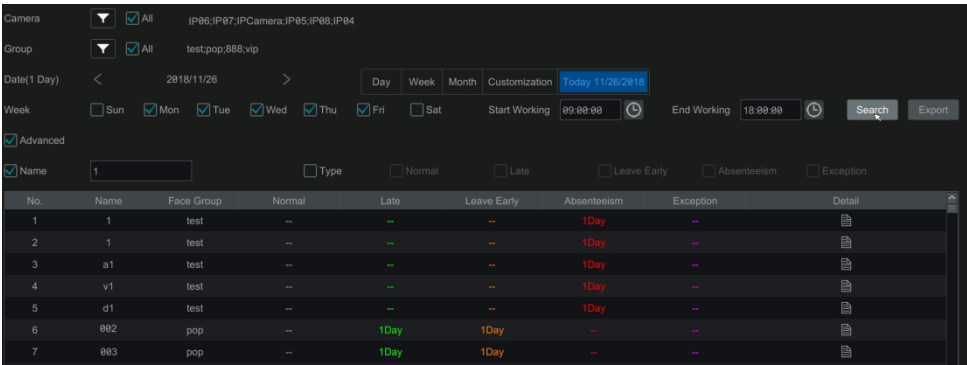 Camera All IP06;IP07;IPCamera;IP05;IP08;IP04
Group All test;pop;888;vip
Date(1 Day) < 2018/11/26 > Day Week Month Customization Today 11/26/2018
Week Sun Mon Tue Wed Thu Fri Sat Start Working 09:00:00 End Working 18:00:00 Search Export
Advanced
Name 1 Type Normal Late Leave Early Absenteeism Exception
No. Name Face Group Normal Late Leave Early Absenteeism Exception Detail
1 1 test -- -- -- 1Day --
2 1 test -- -- -- 1Day --
3 a1 test -- -- -- 1Day --
4 v1 test -- -- -- 1Day --
5 d1 test -- -- -- 1Day --
6 002 pop -- 1Day 1Day -- --
7 003 pop -- 1Day 1Day -- --